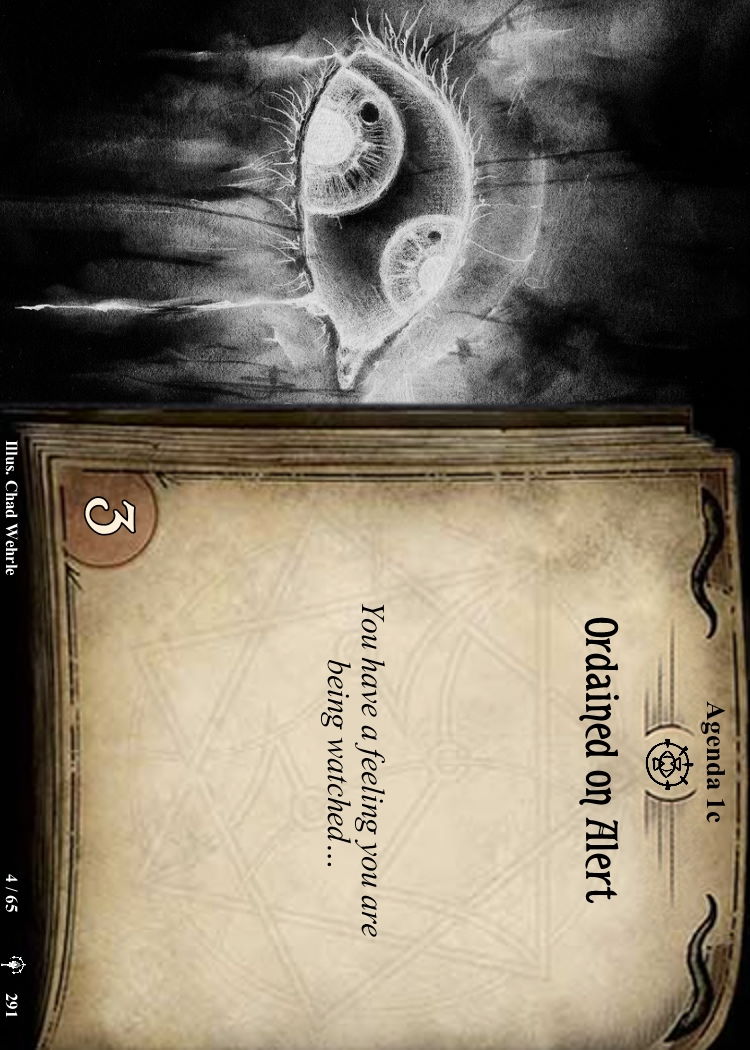 Agenda 1c
Ordained on Alert
You have a feeling you are
being watched...
3
Illus. Chad Wehrle
4 / 65
291